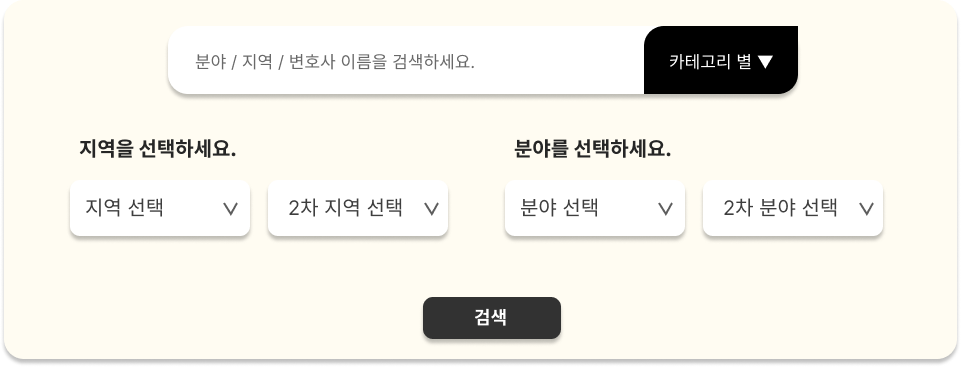 분야 / 지역 / 변호사 이름을 검색하세요.
카테고리 별 ▼
지역을 선택하세요.
분야를 선택하세요.
지역 선택
2차 지역 선택
분야 선택
2차 분야 선택
검색